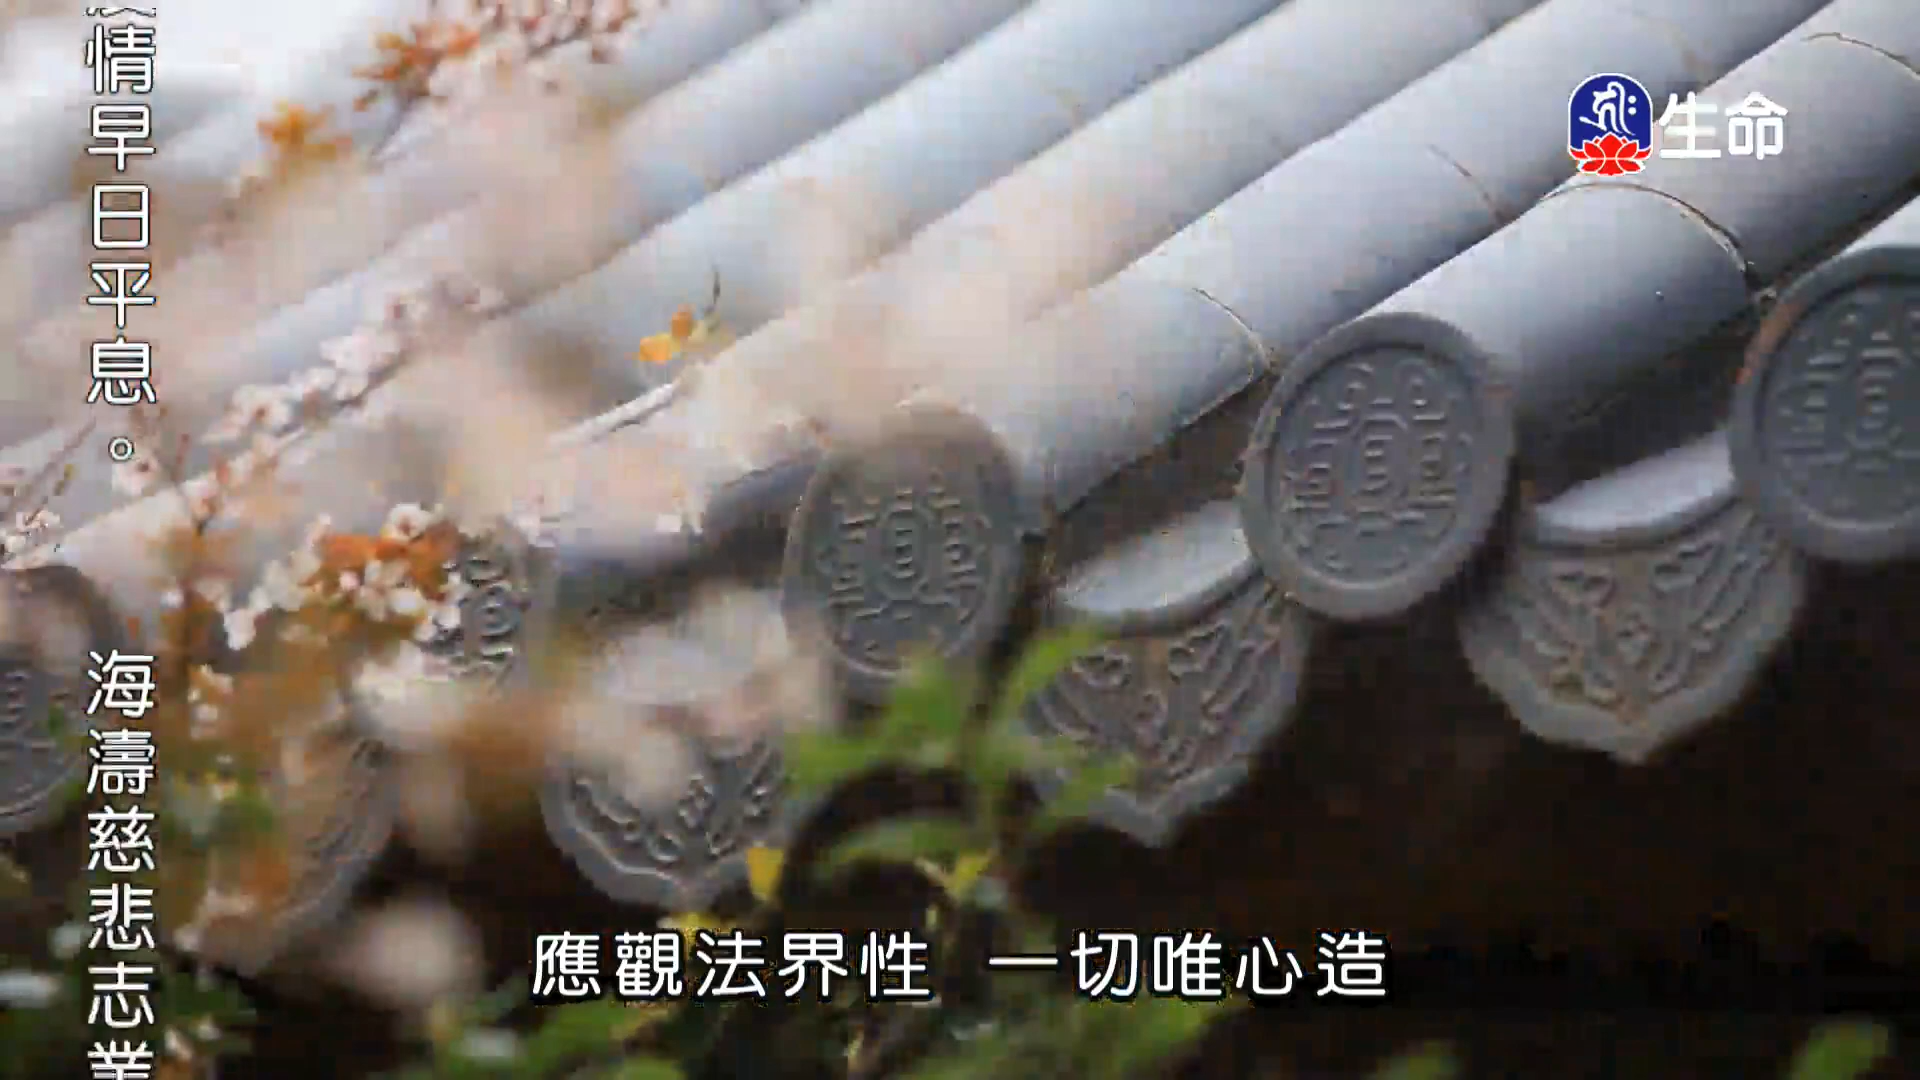 情早日平息。 海濤慈悲志業
生命
應觀法界性 一切唯心造